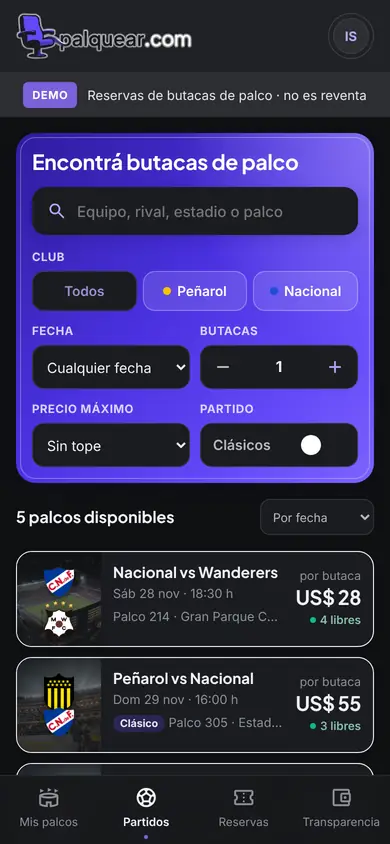 palquear.com
IS
DEMO Reservas de butacas de palco · no es reventa
Encontrá butacas de palco
Equipo, rival, estadio o palco
CLUB
Todos Peñarol Nacional
FECHA BUTACAS
Cualquier fecha − 1 +
PRECIO MÁXIMO PARTIDO
Sin tope Clásicos
5 palcos disponibles Por fecha
Nacional vs Wanderers por butaca
Sáb 28 nov · 18:30 h US$ 28
Palco 214 · Gran Parque C... 4 libres
Peñarol vs Nacional por butaca
Dom 29 nov · 16:00 h US$ 55
Clásico Palco 305 · Estad... 3 libres
Mis palcos Partidos Reservas Transparencia